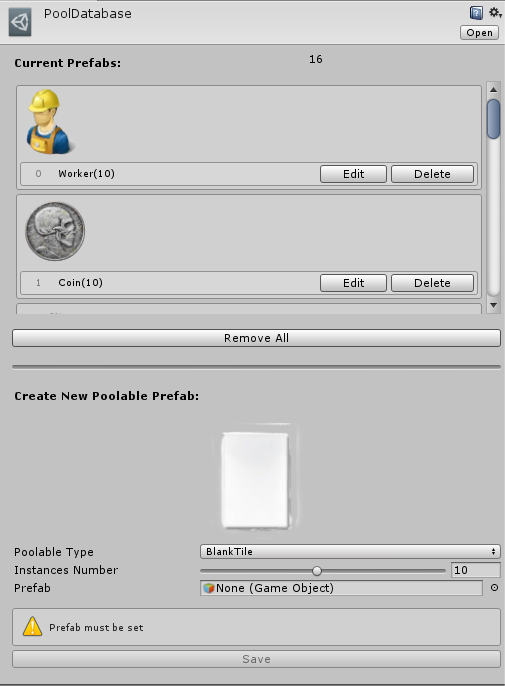 PoolDatabase
Open
Current Prefabs: 16
0 Worker(10) Edit Delete
1 Coin(10) Edit Delete
Remove All
Create New Poolable Prefab:
Poolable Type BlankTile
Instances Number 10
Prefab None (Game Object)
Prefab must be set
Save